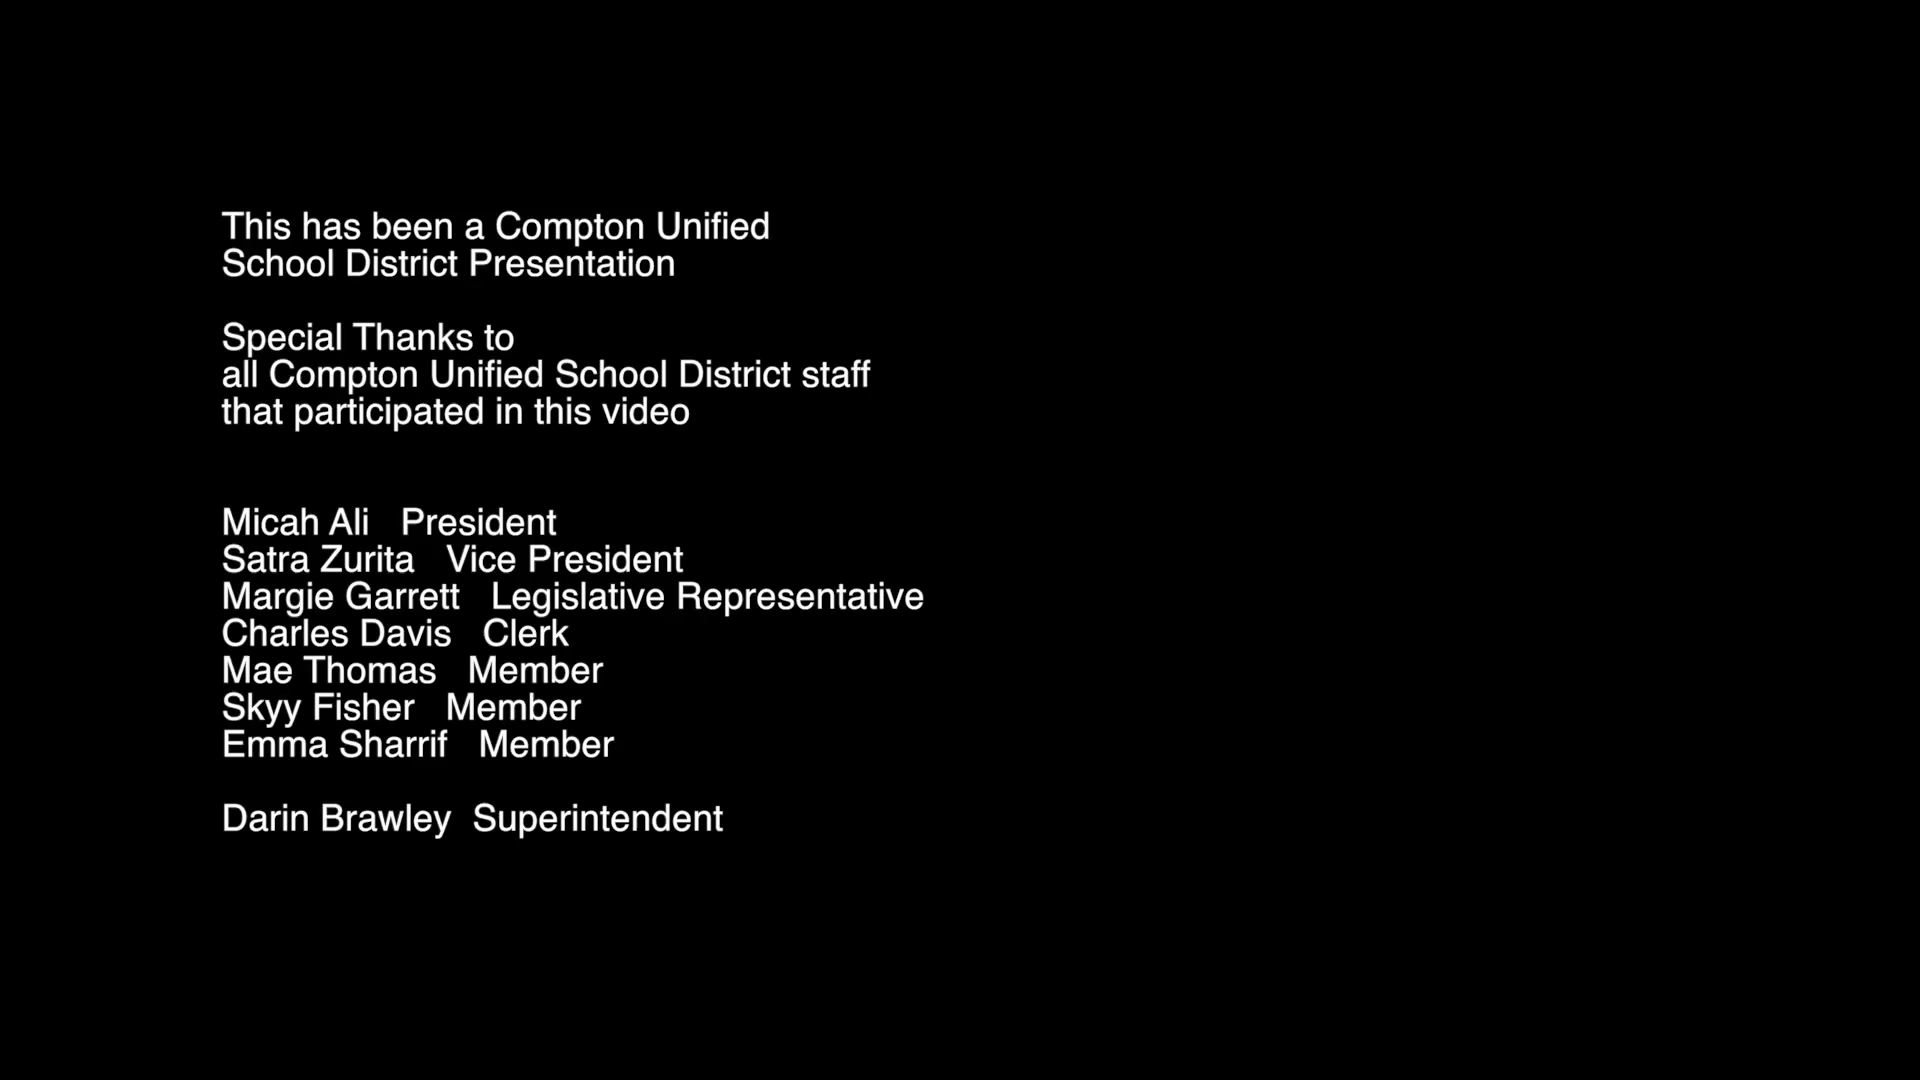 This has been a Compton Unified
School District Presentation
Special Thanks to
all Compton Unified School District staff
that participated in this video
Micah Ali   President
Satra Zurita   Vice President
Margie Garrett   Legislative Representative
Charles Davis   Clerk
Mae Thomas   Member
Skyy Fisher   Member
Emma Sharrif   Member
Darin Brawley  Superintendent